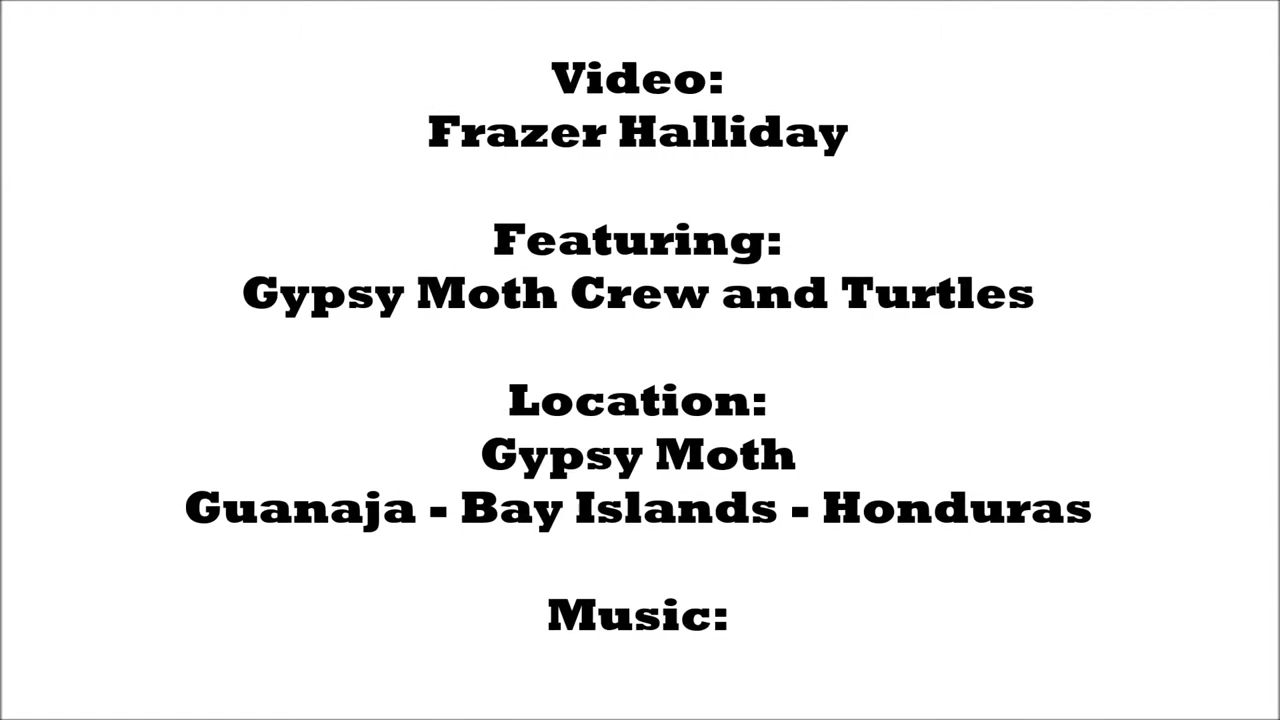 Video:
Frazer Halliday
Featuring:
Gypsy Moth Crew and Turtles
Location:
Gypsy Moth
Guanaja - Bay Islands - Honduras
Music: